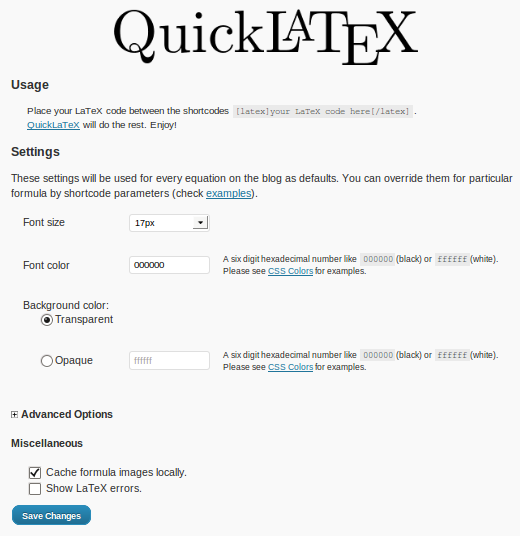 QuickLATEX
Usage
Place your LaTeX code between the shortcodes [latex]your LaTeX code here[/latex].
QuickLaTeX will do the rest. Enjoy!
Settings
These settings will be used for every equation on the blog as defaults. You can override them for particular
formula by shortcode parameters (check examples).
Font size 17px
Font color 000000 A six digit hexadecimal number like 000000 (black) or ffffff (white).
Please see CSS Colors for examples.
Background color:
Transparent
Opaque ffffff A six digit hexadecimal number like 000000 (black) or ffffff (white).
Please see CSS Colors for examples.
Advanced Options
Miscellaneous
Cache formula images locally.
Show LaTeX errors.
Save Changes